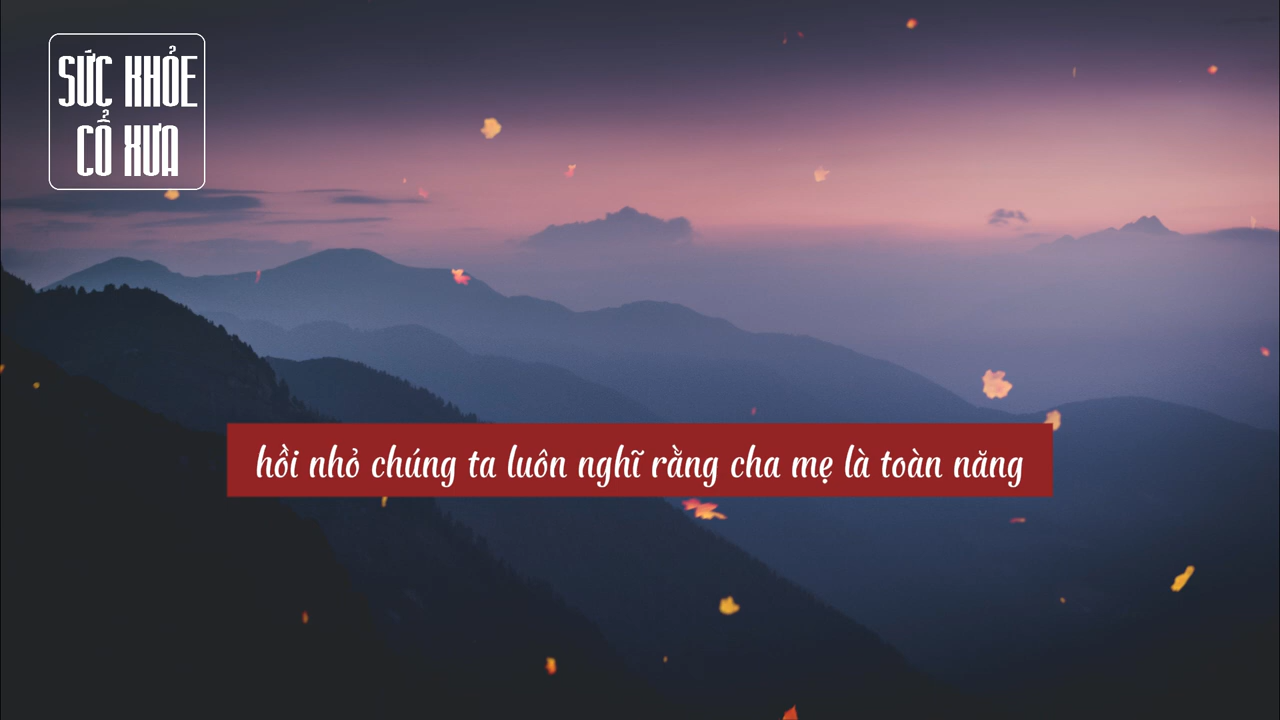 SỨC KHỎE
CỔ XƯA
hồi nhỏ chúng ta luôn nghĩ rằng cha mẹ là toàn năng